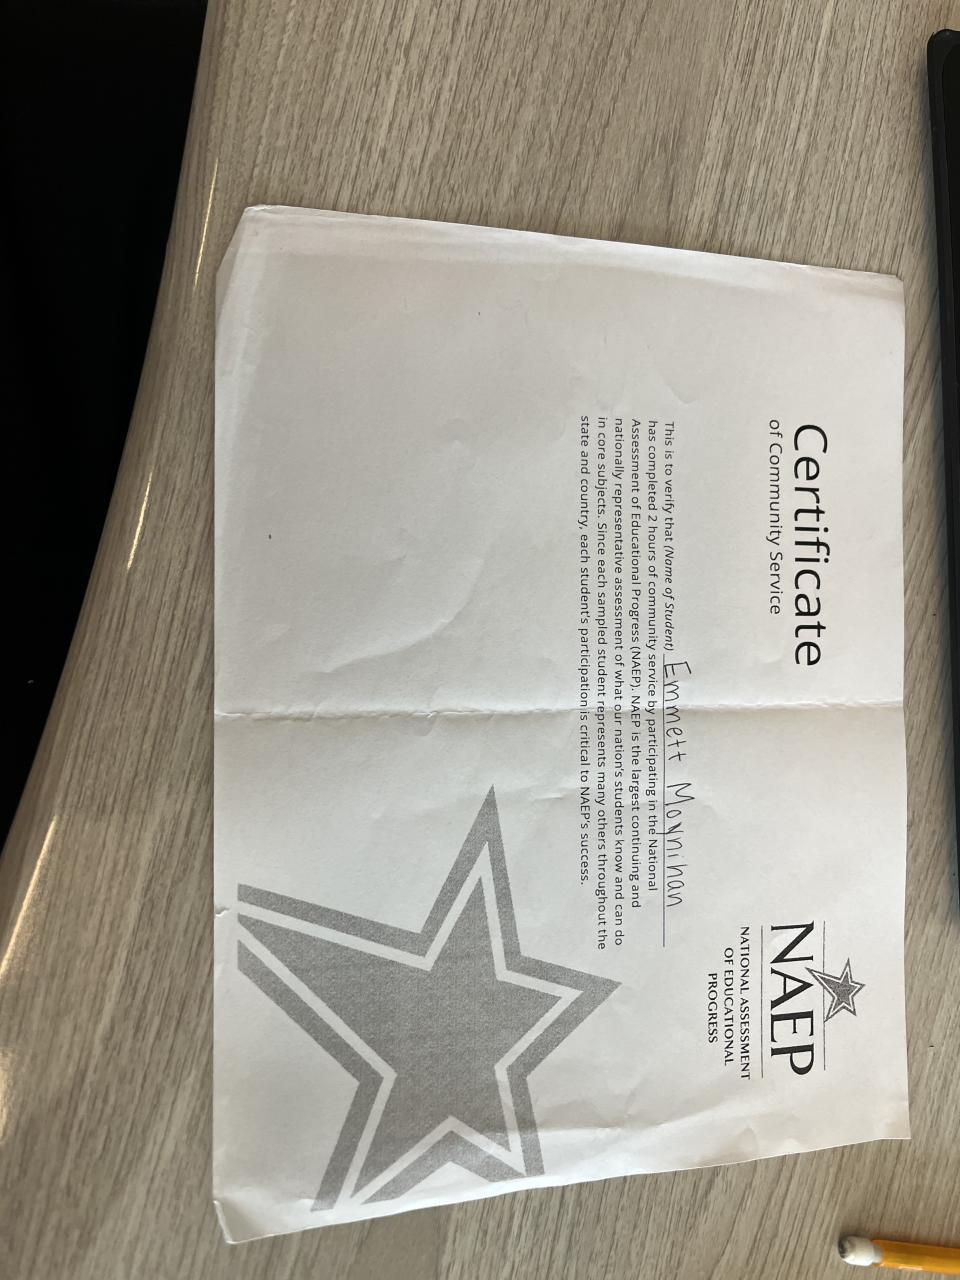 Certificate
of Community Service
NAEP
NATIONAL ASSESSMENT
OF EDUCATIONAL
PROGRESS
This is to verify that (Name of Student) Emmett Moynihan
has completed 2 hours of community service by participating in the National
Assessment of Educational Progress (NAEP). NAEP is the largest continuing and
nationally representative assessment of what our nation's students know and can do
in core subjects. Since each sampled student represents many others throughout the
state and country, each student's participation is critical to NAEP's success.